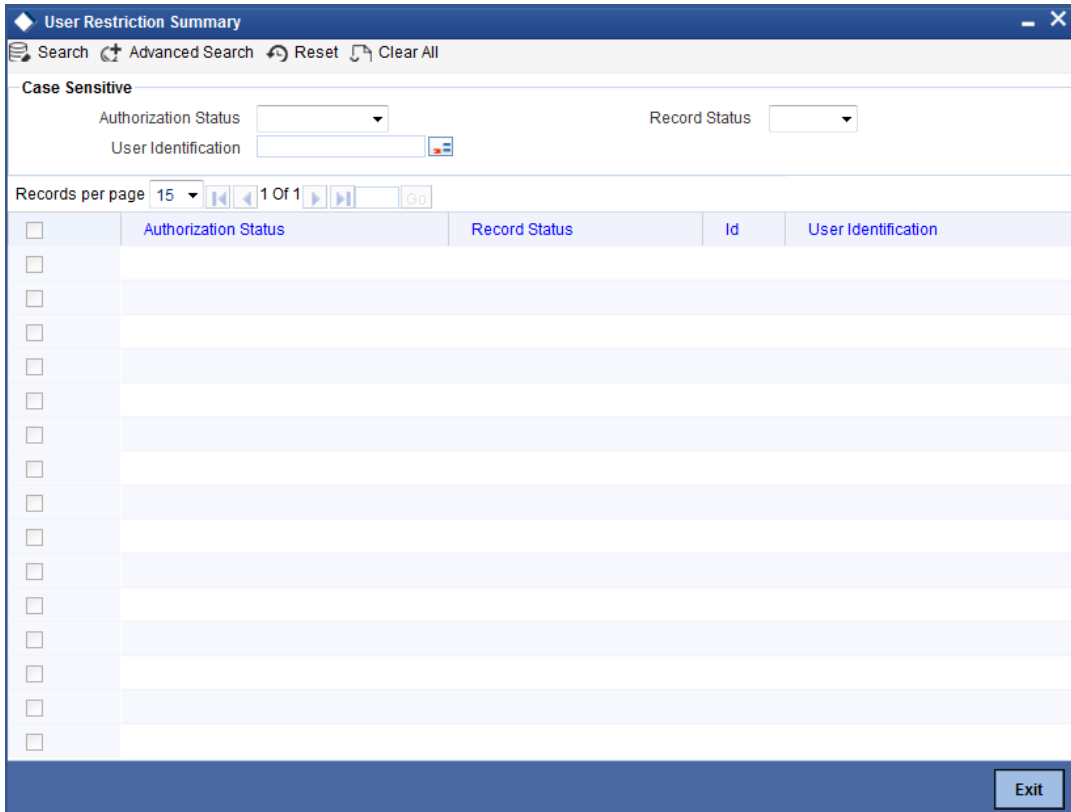 User Restriction Summary
Search Advanced Search Reset Clear All
Case Sensitive
Authorization Status Record Status
User Identification
Records per page 15 1 Of 1 Go
Authorization Status Record Status Id User Identification
Exit